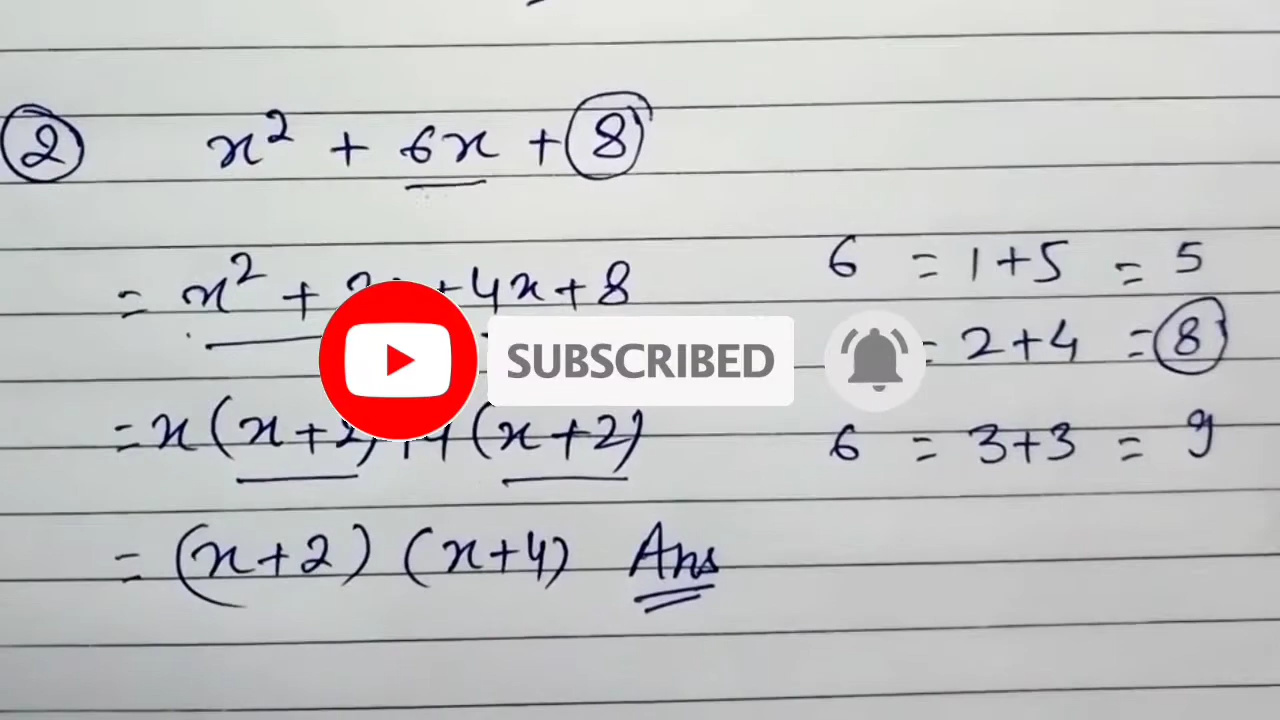 ② x² + 6x + 8
= x² + +4x+8
6 = 1+5 = 5
= 2+4 = 8
SUBSCRIBED
=x(x+2) (x+2)
6 = 3+3 = 9
= (x+2) (x+4) Ans